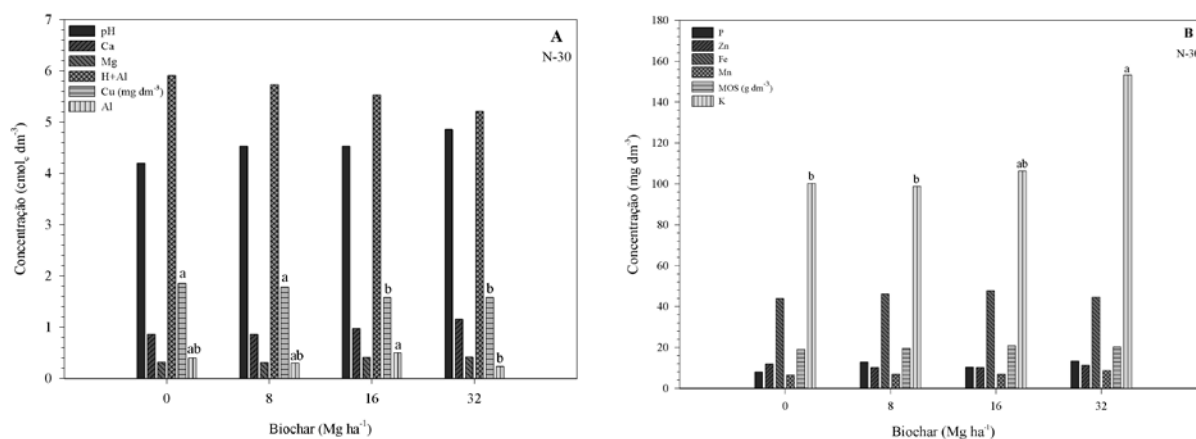 7
6
5
4
3
2
1
0
Concentração (cmol_c dm⁻³)
pH
Ca
Mg
H+Al
Cu (mg dm⁻³)
Al
A
N-30
a
ab
a
ab
b
a
b
b
0
8
16
32
Biochar (Mg ha⁻¹)
180
160
140
120
100
80
60
40
20
0
Concentração (mg dm⁻³)
P
Zn
Fe
Mn
MOS (g dm⁻³)
K
B
N-30
b
b
ab
a
0
8
16
32
Biochar (Mg ha⁻¹)